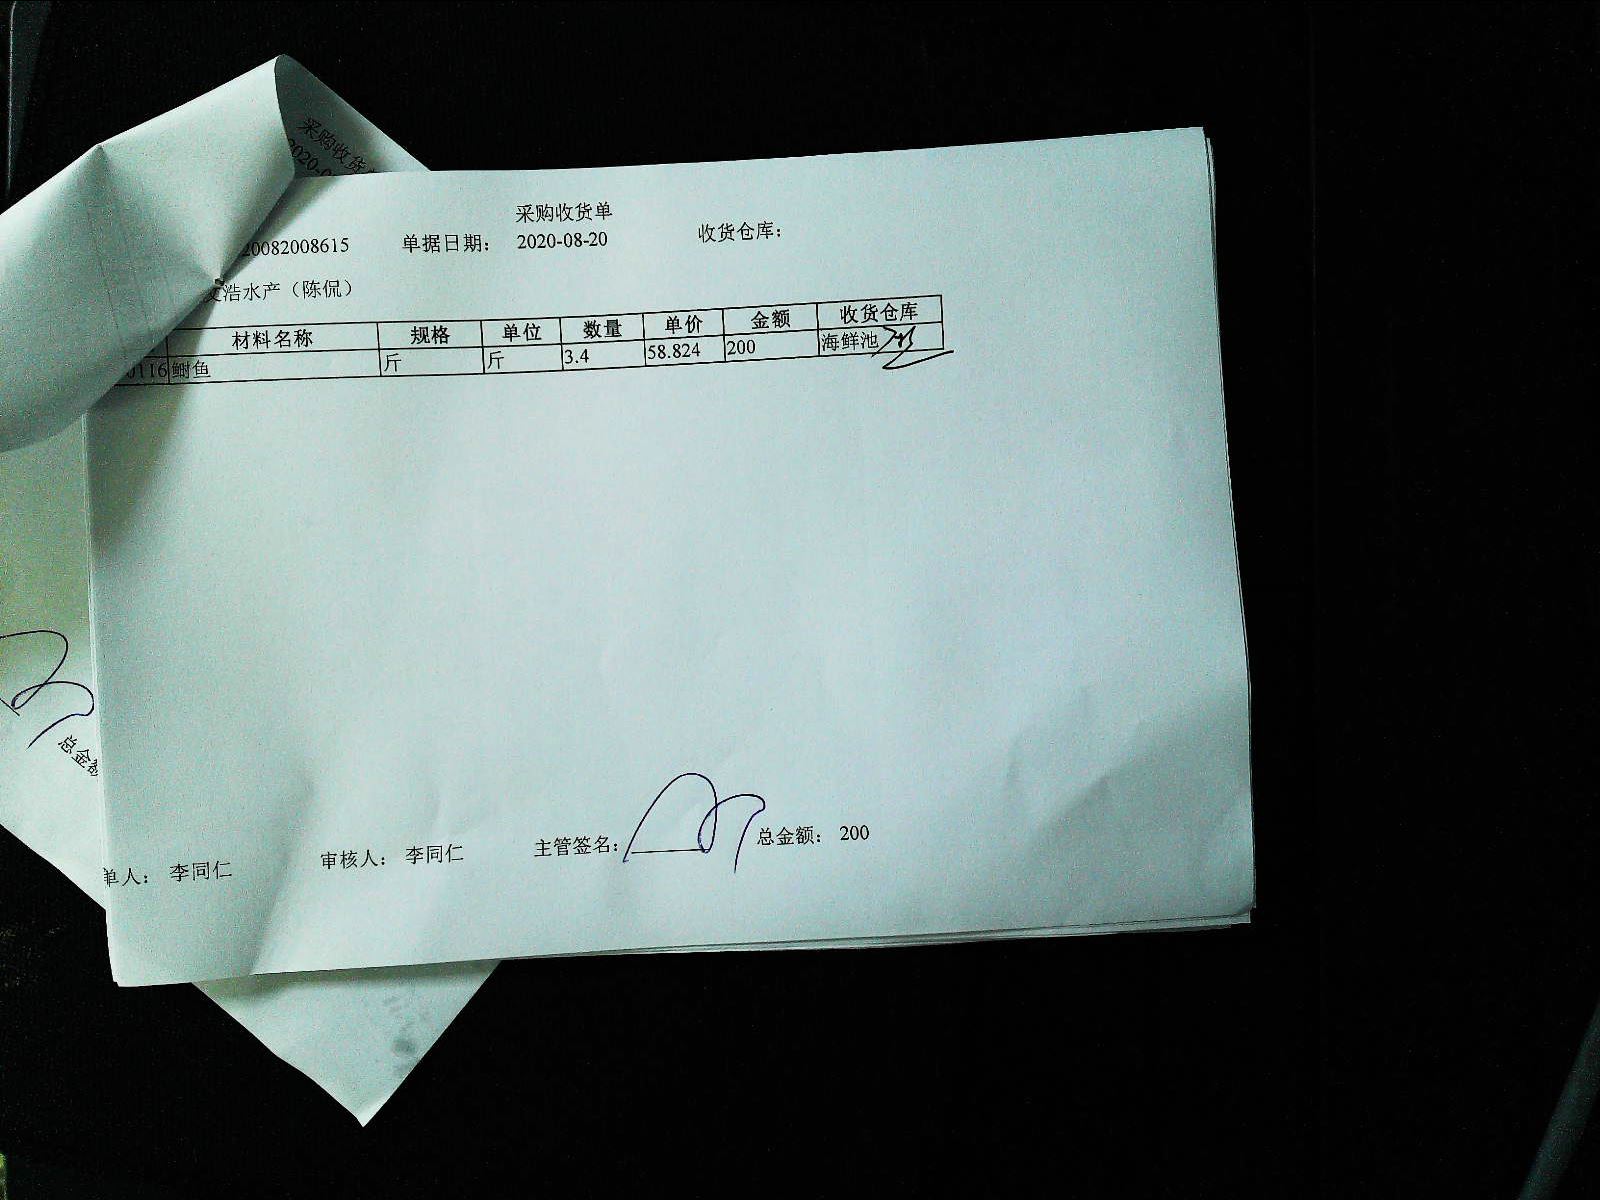 采购收货单
20082008615 单据日期： 2020-08-20 收货仓库：
文浩水产（陈侃）
材料名称 规格 单位 数量 单价 金额 收货仓库
0116 鲥鱼 斤 斤 3.4 58.824 200 海鲜池
单人： 李同仁 审核人： 李同仁 主管签名： 总金额： 200
采购收货
2020-0
总金额